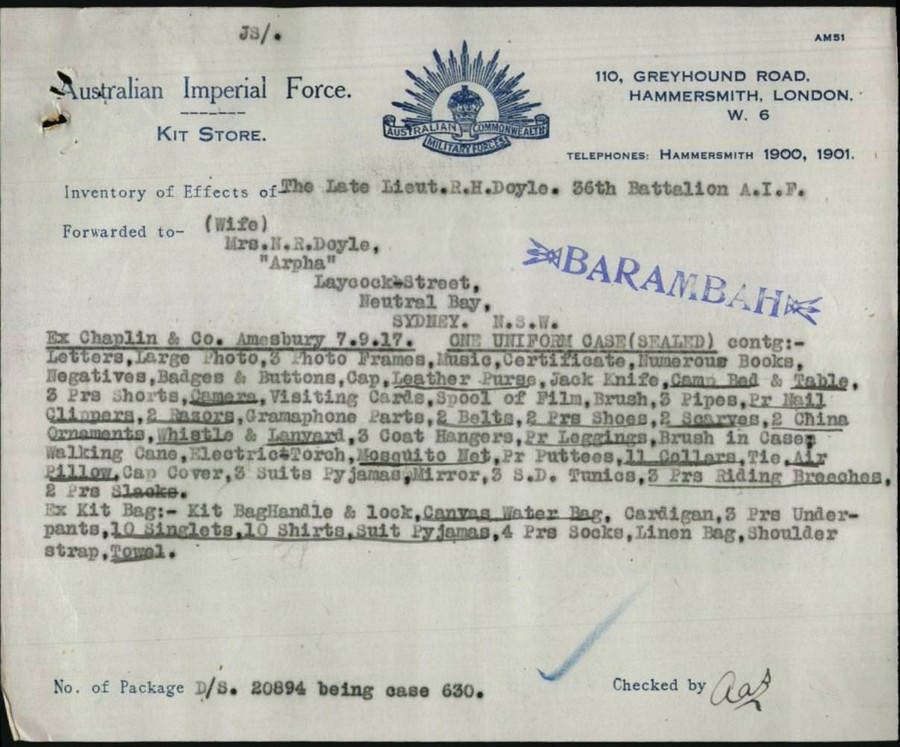 JS/.
AM51
Australian Imperial Force.
KIT STORE.
AUSTRALIAN COMMONWEALTH
MILITARY FORCES
110, GREYHOUND ROAD,
HAMMERSMITH, LONDON,
W. 6
TELEPHONES: HAMMERSMITH 1900, 1901.
Inventory of Effects of The Late Lieut.R.H.Doyle. 36th Battalion A.I.F.
Forwarded to- (Wife)
Mrs.N.R.Doyle,
"Arpha"
Laycock-Street,
Neutral Bay,
SYDNEY. N.S.W.
BARAMBAH
Ex Chaplin & Co. Amesbury 7.9.17. ONE UNIFORM CASE(SEALED) contg:-
Letters,Large Photo,3 Photo Frames,Music,Certificate,Numerous Books,
Negatives,Badges & Buttons,Cap,Leather Purse,Jack Knife,Camp Bed & Table,
3 Prs Shorts,Camera,Visiting Cards,Spool of Film,Brush,3 Pipes,Pr Nail
Clippers,2 Razors,Gramaphone Parts,2 Belts,2 Prs Shoes,2 Scarves,2 China
Ornaments,Whistle & Lanyard,3 Coat Hangers,Pr Leggings,Brush in Case,
Walking Cane,Electric-Torch,Mosquito Net,Pr Puttees,11 Collars,Tie,Air
Pillow,Cap Cover,3 Suits Pyjamas,Mirror,3 S.D. Tunics,3 Prs Riding Breeches,
2 Prs Slacks.
Ex Kit Bag:- Kit BagHandle & lock,Canvas Water Bag, Cardigan,3 Prs Under-
pants,10 Singlets,10 Shirts,Suit Pyjamas,4 Prs Socks,Linen Bag,Shoulder
strap,Towel.
No. of Package D/S. 20894 being case 630.
Checked by